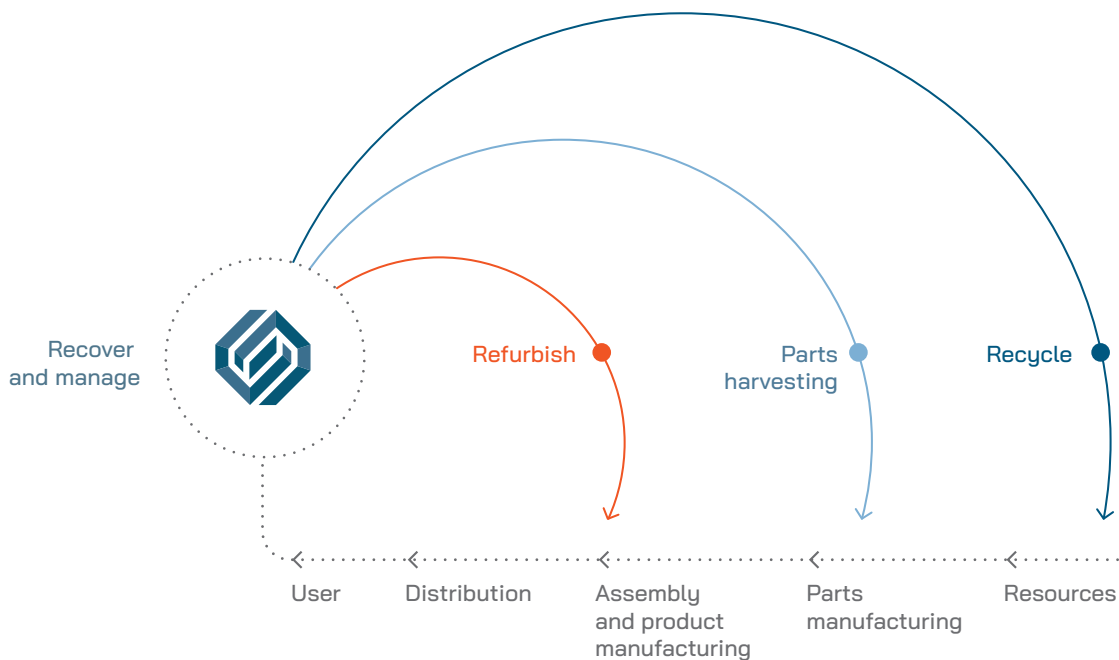 Recover
and manage
Refurbish
Parts
harvesting
Recycle
User
Distribution
Assembly
and product
manufacturing
Parts
manufacturing
Resources